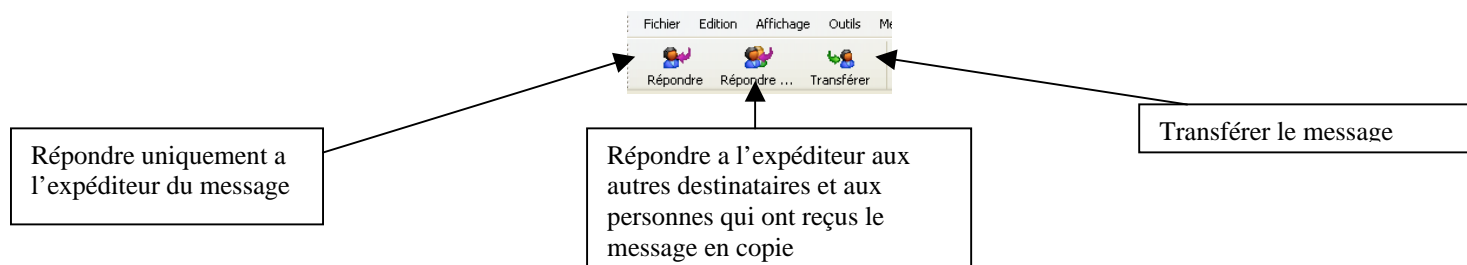 Fichier Edition Affichage Outils Me
Répondre Répondre ... Transférer
Répondre uniquement a
l’expéditeur du message
Répondre a l’expéditeur aux
autres destinataires et aux
personnes qui ont reçus le
message en copie
Transférer le message